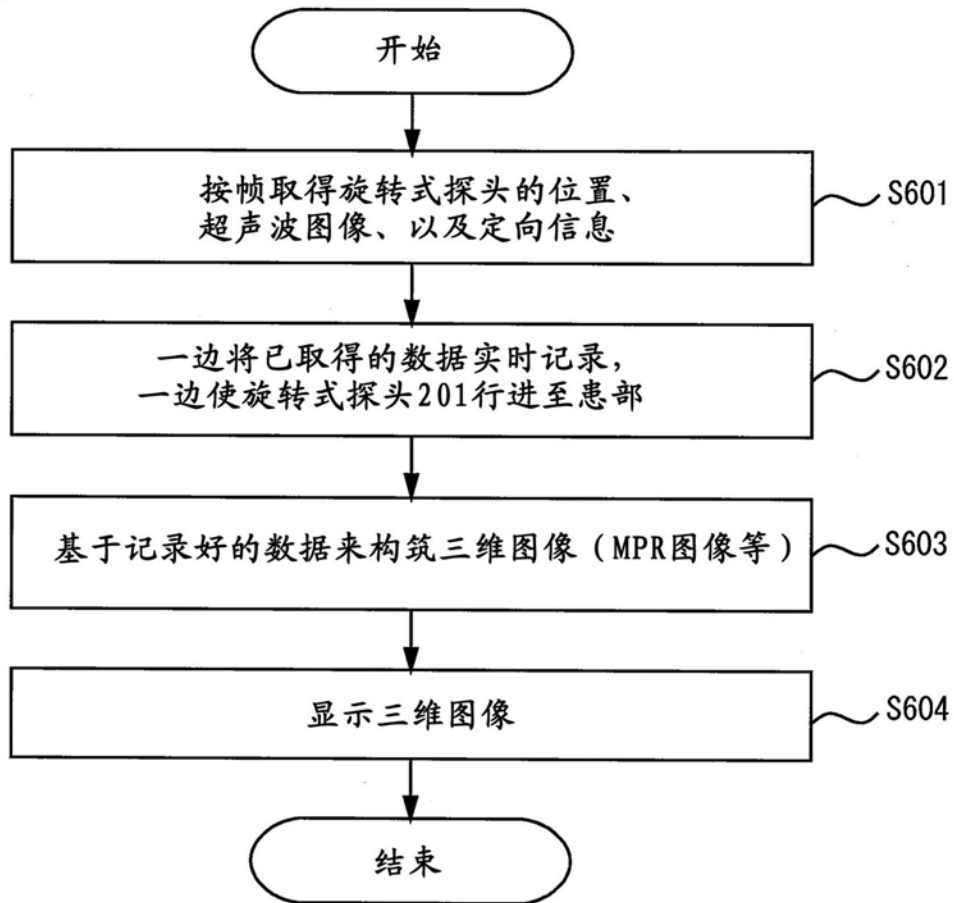 开始
按帧取得旋转式探头的位置、
超声波图像、以及定向信息
S601
一边将已取得的数据实时记录，
一边使旋转式探头201行进至患部
S602
基于记录好的数据来构筑三维图像（MPR图像等）
S603
显示三维图像
S604
结束